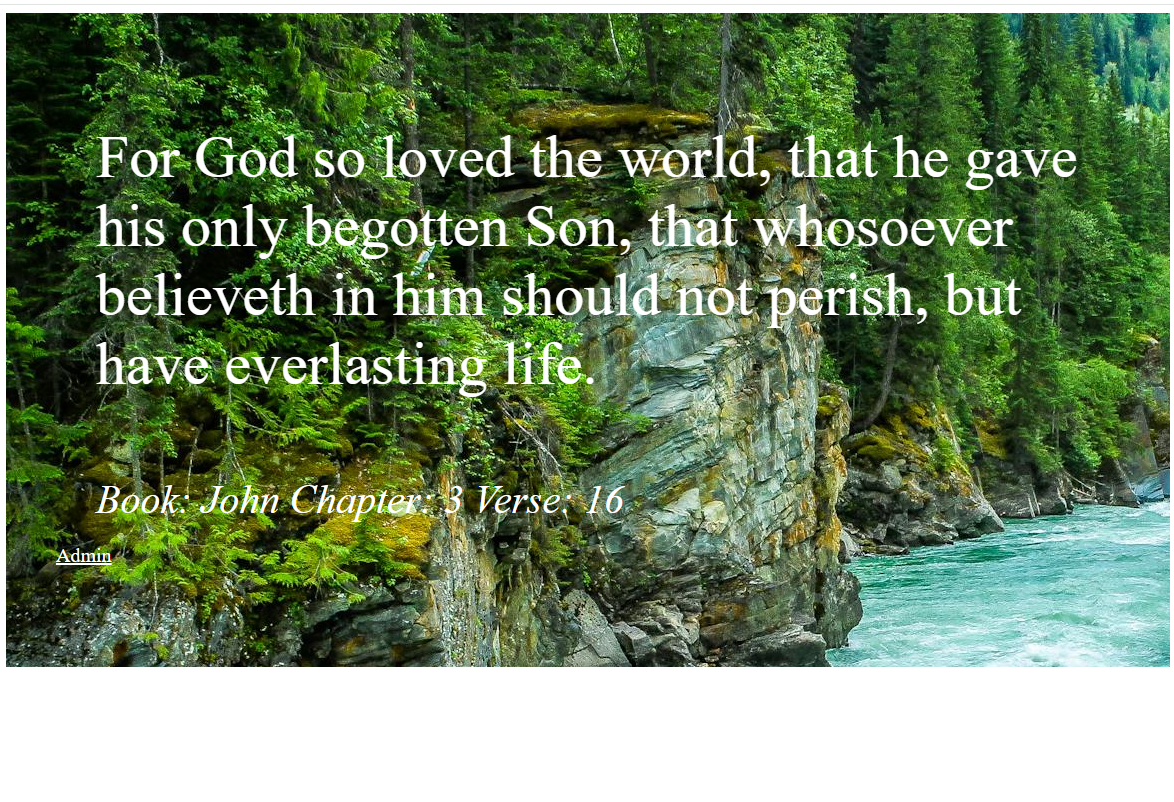 For God so loved the world, that he gave
his only begotten Son, that whosoever
believeth in him should not perish, but
have everlasting life.
Book: John Chapter: 3 Verse: 16
Admin